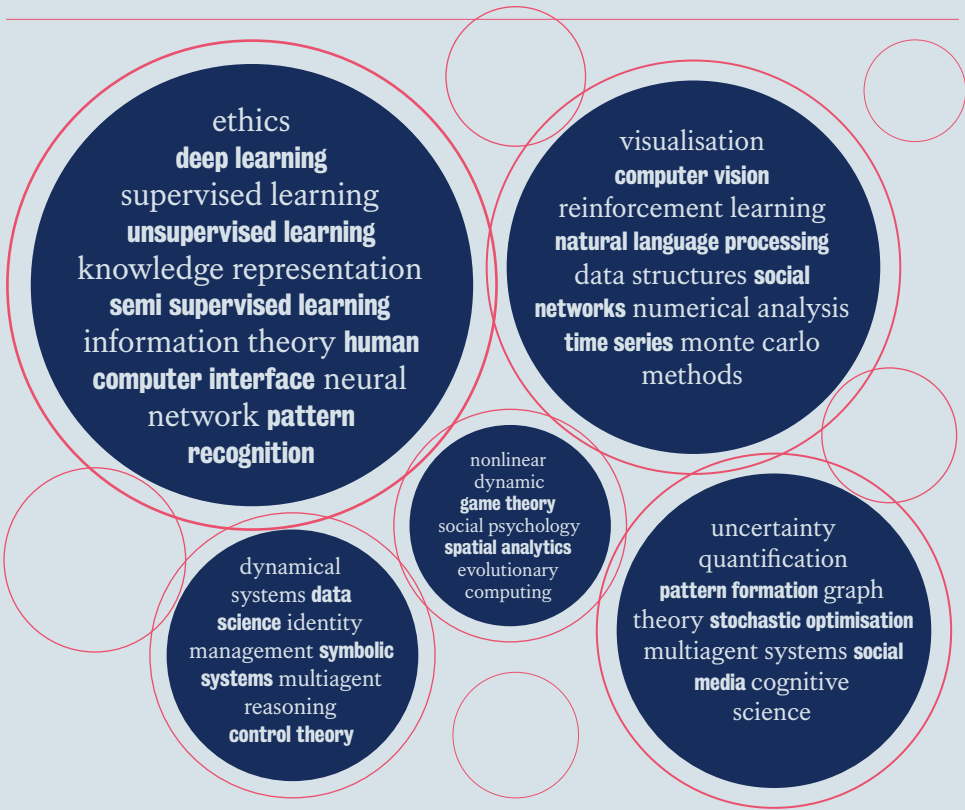 ethics
deep learning
supervised learning
unsupervised learning
knowledge representation
semi supervised learning
information theory human
computer interface neural
network pattern
recognition
visualisation
computer vision
reinforcement learning
natural language processing
data structures social
networks numerical analysis
time series monte carlo
methods
nonlinear
dynamic
game theory
social psychology
spatial analytics
evolutionary
computing
dynamical
systems data
science identity
management symbolic
systems multiagent
reasoning
control theory
uncertainty
quantification
pattern formation graph
theory stochastic optimisation
multiagent systems social
media cognitive
science